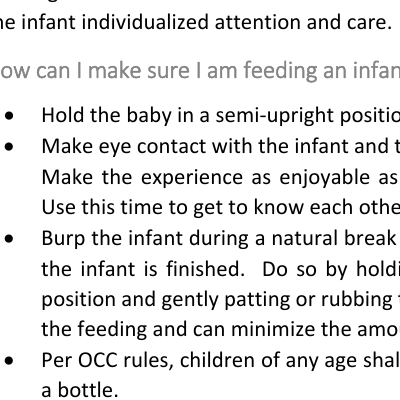 the infant individualized attention and care.
How can I make sure I am feeding an infan
• Hold the baby in a semi-upright positio
• Make eye contact with the infant and t
Make the experience as enjoyable as
Use this time to get to know each othe
• Burp the infant during a natural break
the infant is finished. Do so by holdi
position and gently patting or rubbing t
the feeding and can minimize the amo
• Per OCC rules, children of any age shal
a bottle.